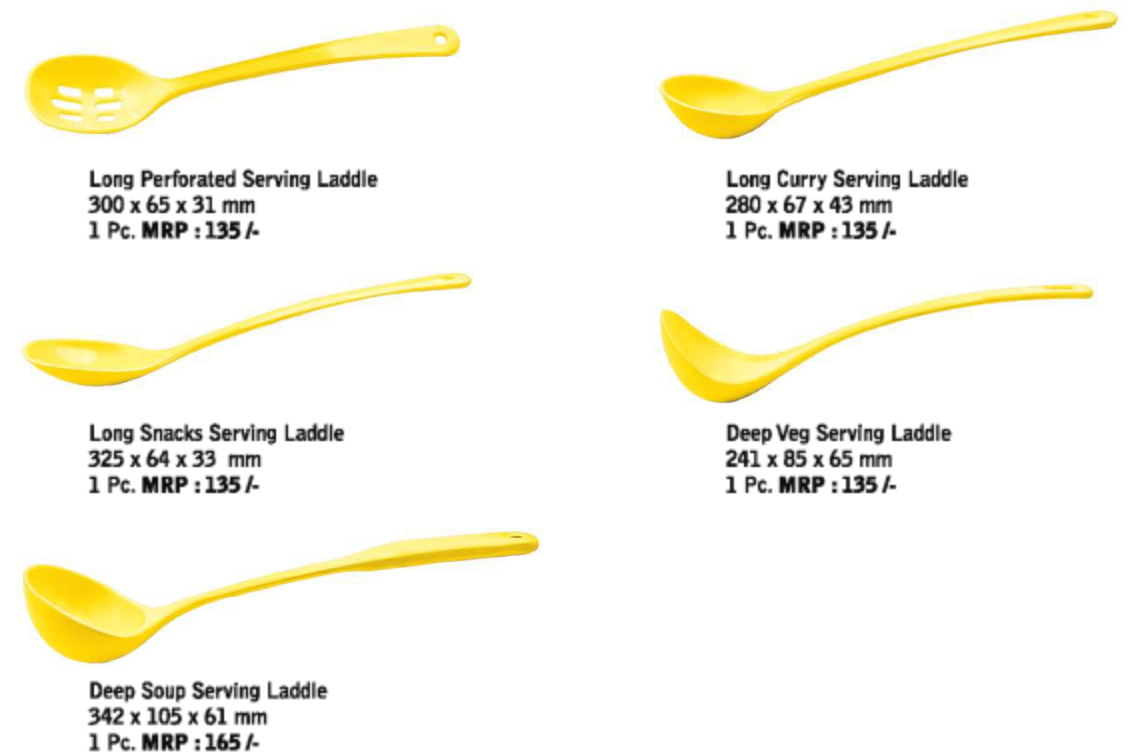 Long Perforated Serving Laddle
300 x 65 x 31 mm
1 Pc. MRP : 135 /-
Long Curry Serving Laddle
280 x 67 x 43 mm
1 Pc. MRP : 135 /-
Long Snacks Serving Laddle
325 x 64 x 33 mm
1 Pc. MRP : 135 /-
Deep Veg Serving Laddle
241 x 85 x 65 mm
1 Pc. MRP : 135 /-
Deep Soup Serving Laddle
342 x 105 x 61 mm
1 Pc. MRP : 165 /-